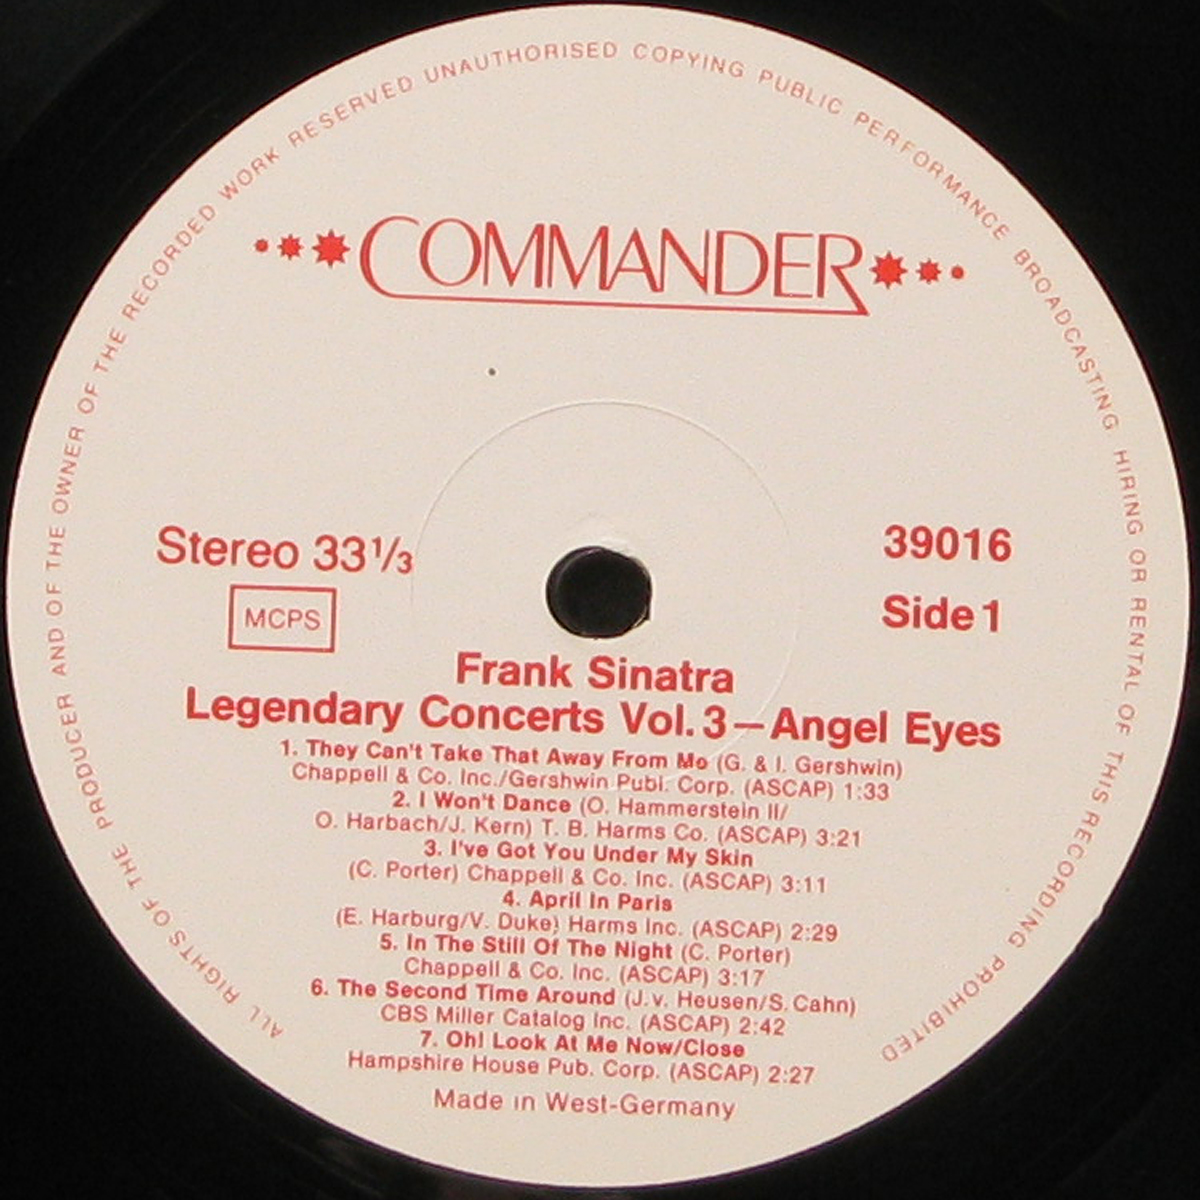 ALL RIGHTS OF THE PRODUCER AND OF THE OWNER OF THE RECORDED WORK RESERVED UNAUTHORISED COPYING PUBLIC PERFORMANCE BROADCASTING HIRING OR RENTAL OF THIS RECORDING PROHIBITED
COMMANDER
Stereo 33 1/3
39016
MCPS
Side 1
Frank Sinatra
Legendary Concerts Vol. 3 – Angel Eyes
1. They Can't Take That Away From Me (G. & I. Gershwin)
Chappell & Co. Inc./Gershwin Publ. Corp. (ASCAP) 1:33
2. I Won't Dance (O. Hammerstein II/
O. Harbach/J. Kern) T. B. Harms Co. (ASCAP) 3:21
3. I've Got You Under My Skin
(C. Porter) Chappell & Co. Inc. (ASCAP) 3:11
4. April In Paris
(E. Harburg/V. Duke) Harms Inc. (ASCAP) 2:29
5. In The Still Of The Night (C. Porter)
Chappell & Co. Inc. (ASCAP) 3:17
6. The Second Time Around (J.v. Heusen/S. Cahn)
CBS Miller Catalog Inc. (ASCAP) 2:42
7. Oh! Look At Me Now/Close
Hampshire House Pub. Corp. (ASCAP) 2:27
Made in West-Germany